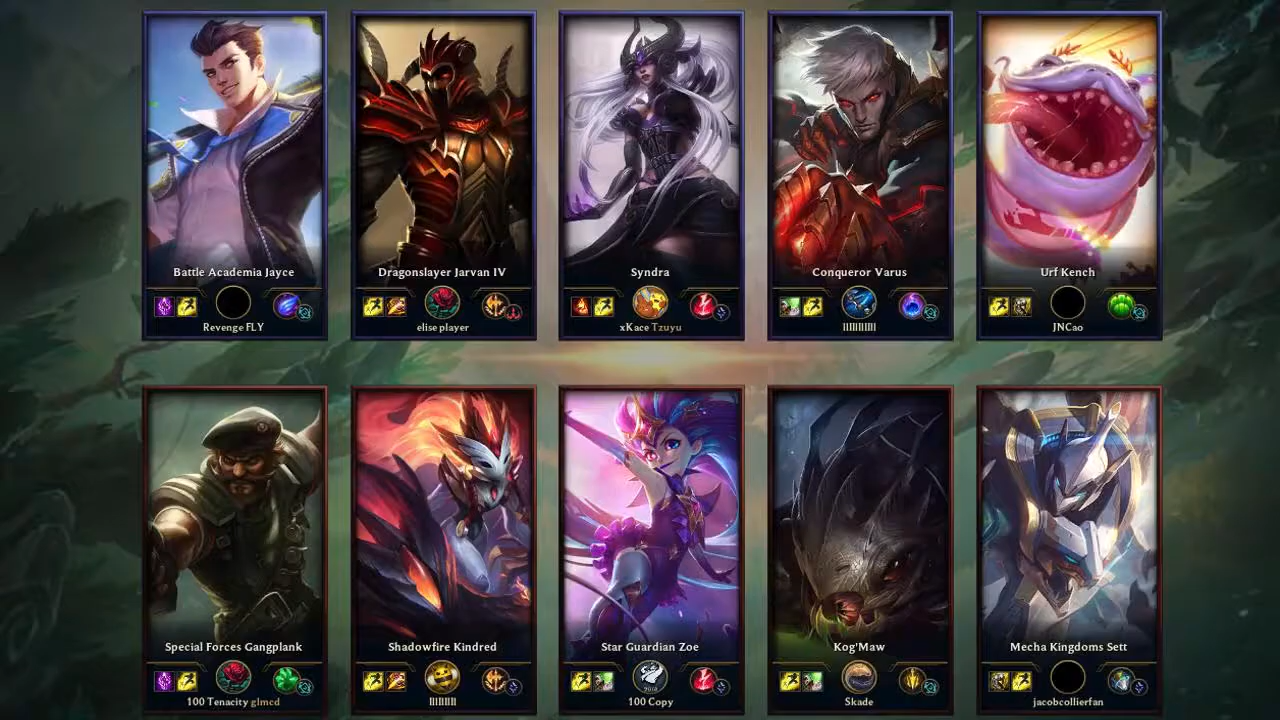 Battle Academia Jayce
Revenge FLY
Dragonslayer Jarvan IV
elise player
Syndra
xKace Tzuyu
Conqueror Varus
Urf Kench
JNCao
Special Forces Gangplank
100 Tenacity glmcd
Shadowfire Kindred
Star Guardian Zoe
2018
100 Copy
Kog'Maw
Skade
Mecha Kingdoms Sett
jacobcollierfan